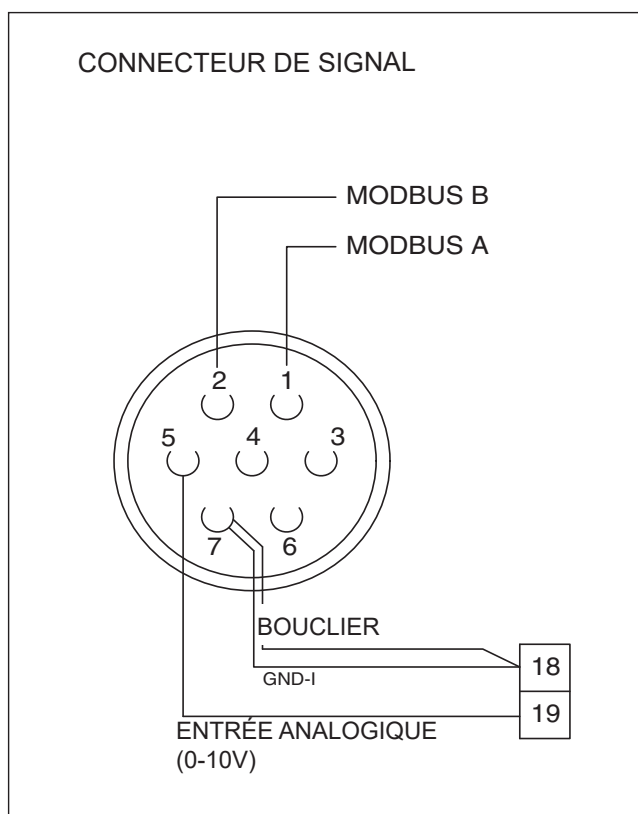 CONNECTEUR DE SIGNAL
MODBUS B
MODBUS A
2 1
5 4 3
7 6
BOUCLIER
18
GND-I
19
ENTRÉE ANALOGIQUE
(0-10V)